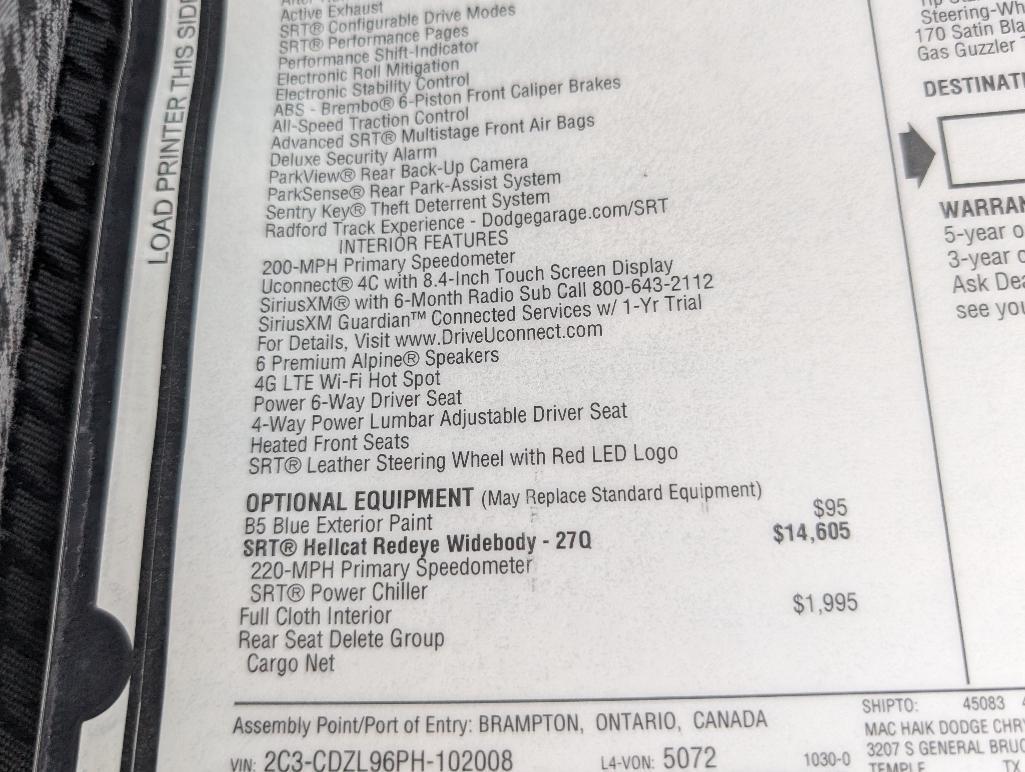 LOAD PRINTER THIS SIDE
Active Exhaust
SRT® Configurable Drive Modes
SRT® Performance Pages
Performance Shift-Indicator
Electronic Roll Mitigation
Electronic Stability Control
ABS - Brembo® 6-Piston Front Caliper Brakes
All-Speed Traction Control
Advanced SRT® Multistage Front Air Bags
Deluxe Security Alarm
ParkView® Rear Back-Up Camera
ParkSense® Rear Park-Assist System
Sentry Key® Theft Deterrent System
Radford Track Experience - Dodgegarage.com/SRT
INTERIOR FEATURES
200-MPH Primary Speedometer
Uconnect® 4C with 8.4-Inch Touch Screen Display
SiriusXM® with 6-Month Radio Sub Call 800-643-2112
SiriusXM Guardian™ Connected Services w/ 1-Yr Trial
For Details, Visit www.DriveUconnect.com
6 Premium Alpine® Speakers
4G LTE Wi-Fi Hot Spot
Power 6-Way Driver Seat
4-Way Power Lumbar Adjustable Driver Seat
Heated Front Seats
SRT® Leather Steering Wheel with Red LED Logo
OPTIONAL EQUIPMENT (May Replace Standard Equipment)
B5 Blue Exterior Paint $95
SRT® Hellcat Redeye Widebody - 27Q $14,605
220-MPH Primary Speedometer
SRT® Power Chiller
Full Cloth Interior $1,995
Rear Seat Delete Group
Cargo Net
Assembly Point/Port of Entry: BRAMPTON, ONTARIO, CANADA
VIN: 2C3-CDZL96PH-102008 L4-VON: 5072 1030-0
Steering-Wh
170 Satin Bla
Gas Guzzler
DESTINATI
WARRAN
5-year o
3-year o
Ask Dea
see you
SHIPTO: 45083
MAC HAIK DODGE CHRY
3207 S GENERAL BRUC
TEMPLE TX